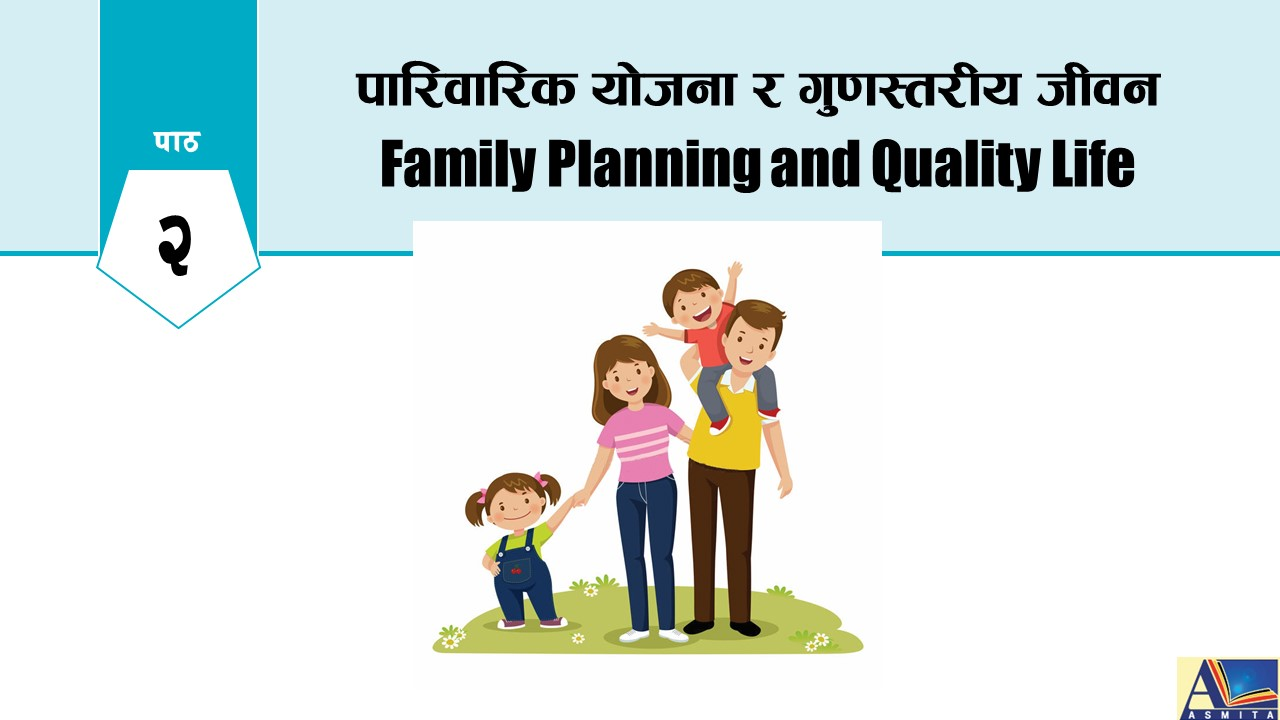 पाठ
२
पारिवारिक योजना र गुणस्तरीय जीवन
Family Planning and Quality Life
ASMITA